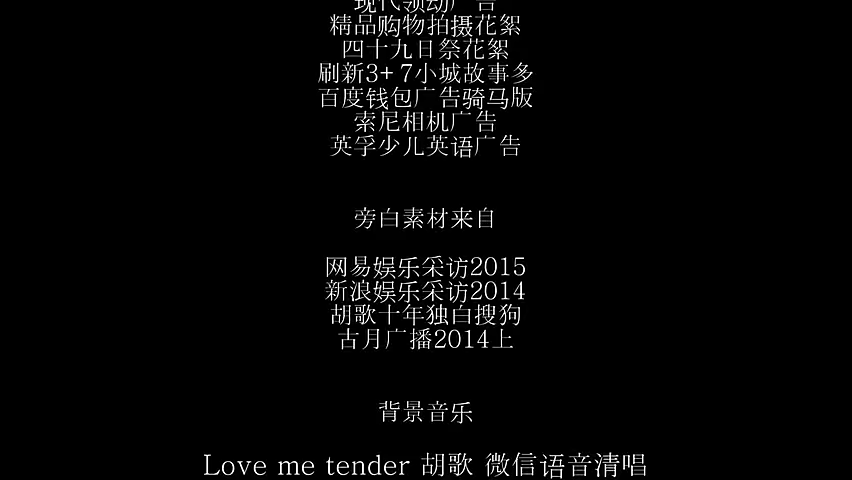 现代领动广告
精品购物拍摄花絮
四十九日祭花絮
刷新3+7小城故事多
百度钱包广告骑马版
索尼相机广告
英孚少儿英语广告
旁白素材来自
网易娱乐采访2015
新浪娱乐采访2014
胡歌十年独白搜狗
古月广播2014上
背景音乐
Love me tender 胡歌 微信语音清唱